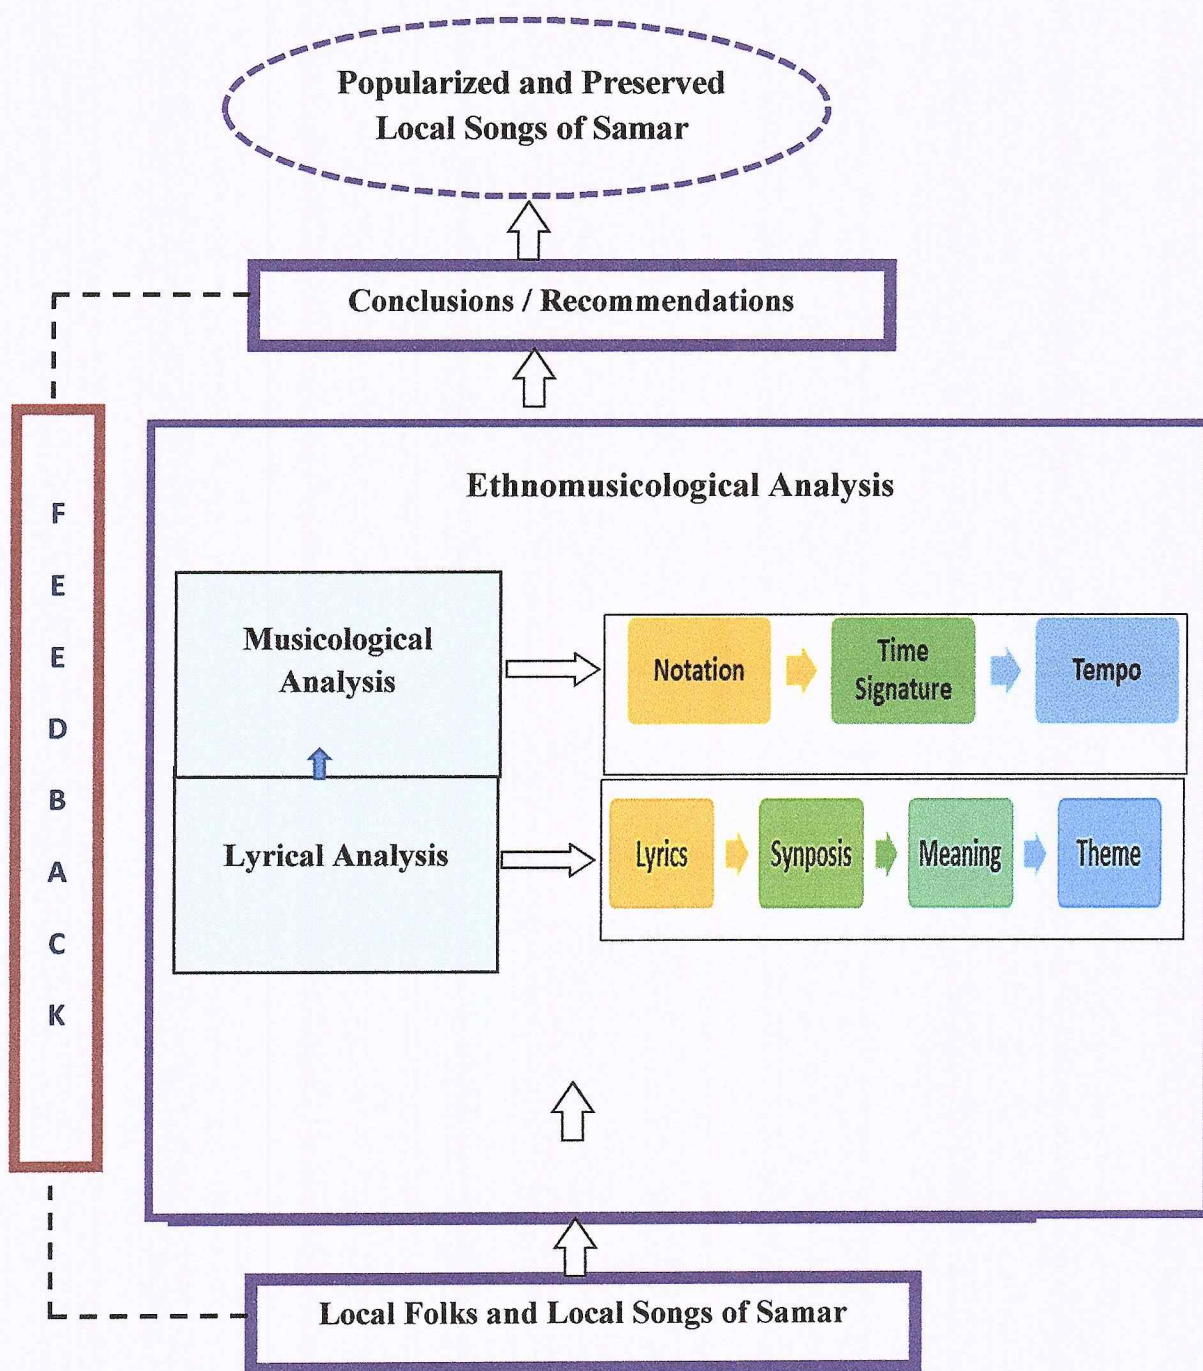 Popularized and Preserved
Local Songs of Samar
Conclusions / Recommendations
F
E
E
D
B
A
C
K
Ethnomusicological Analysis
Musicological
Analysis
Notation
Time
Signature
Tempo
Lyrical Analysis
Lyrics
Synposis
Meaning
Theme
Local Folks and Local Songs of Samar